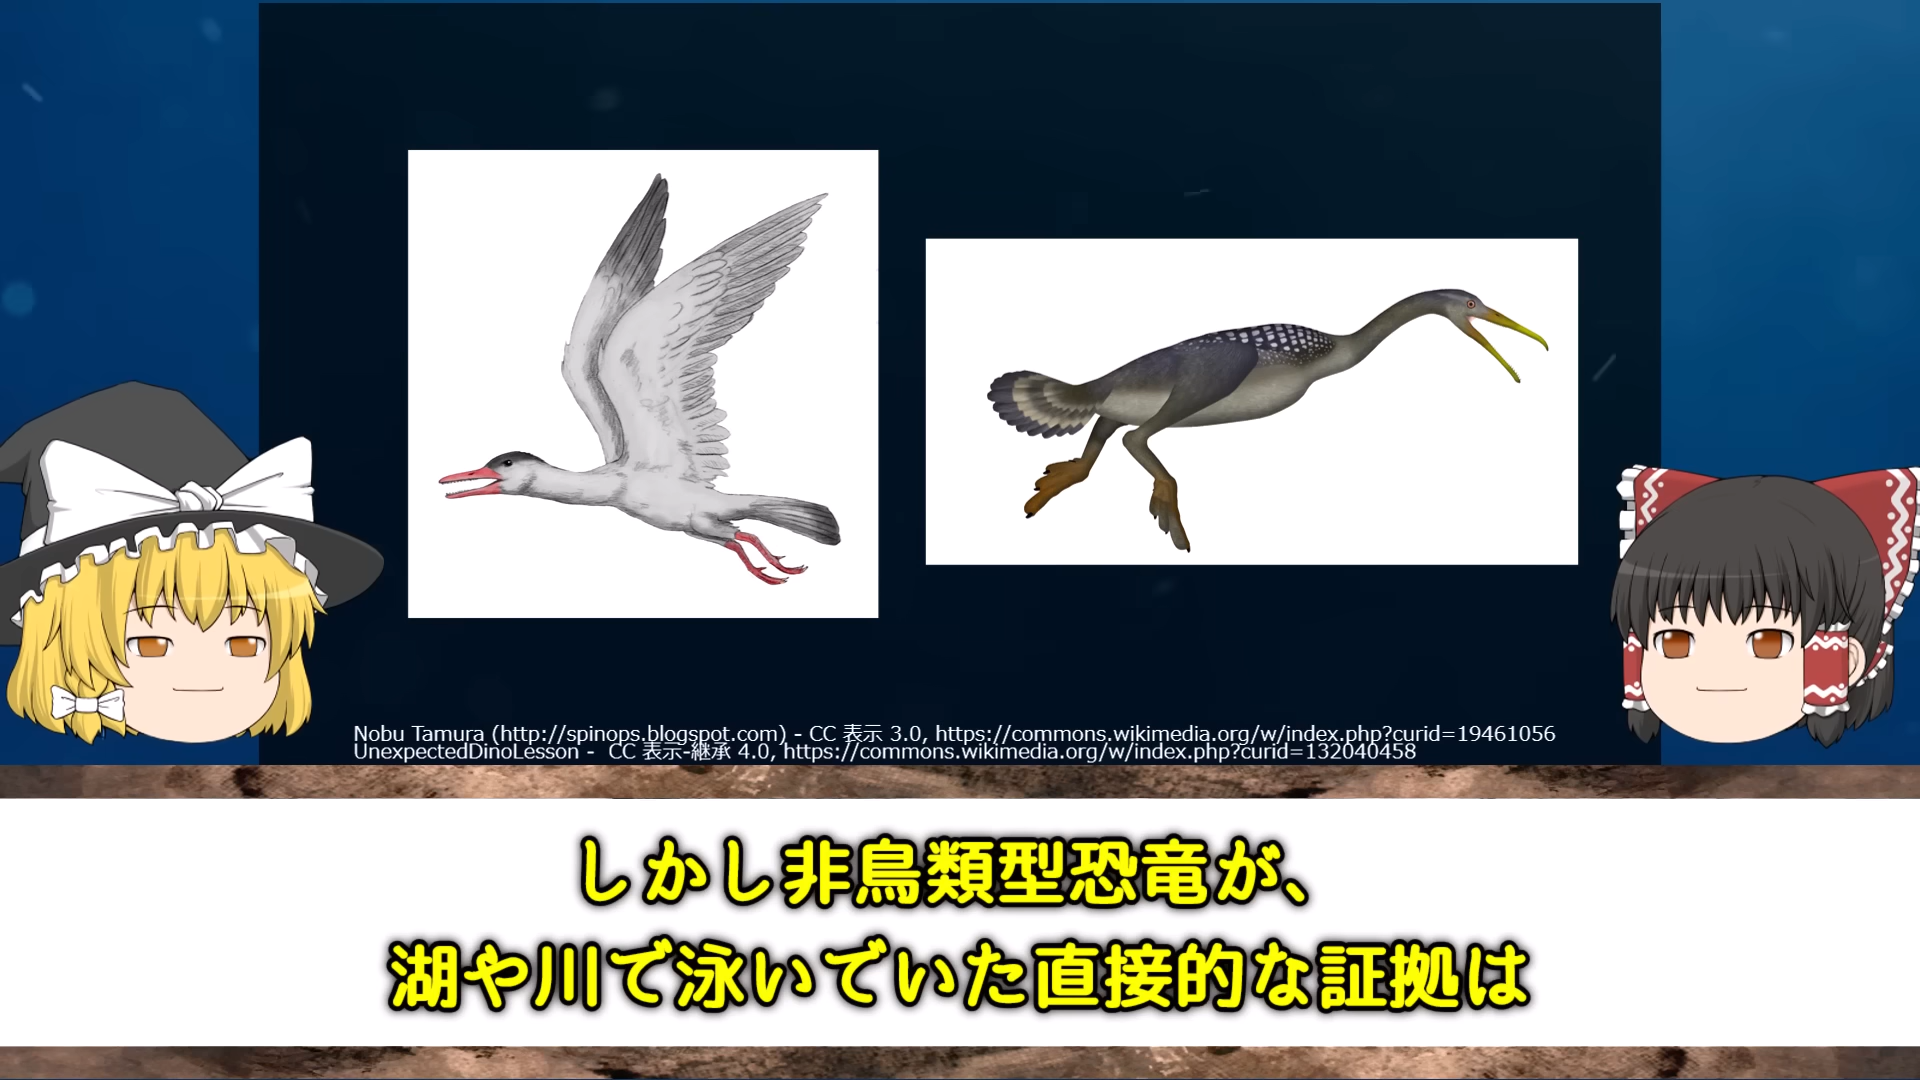 Nobu Tamura (http://spinops.blogspot.com) - CC 表示 3.0, https://commons.wikimedia.org/w/index.php?curid=19461056
UnexpectedDinoLesson - CC 表示-継承 4.0, https://commons.wikimedia.org/w/index.php?curid=132040458
しかし非鳥類型恐竜が、
湖や川で泳いでいた直接的な証拠は